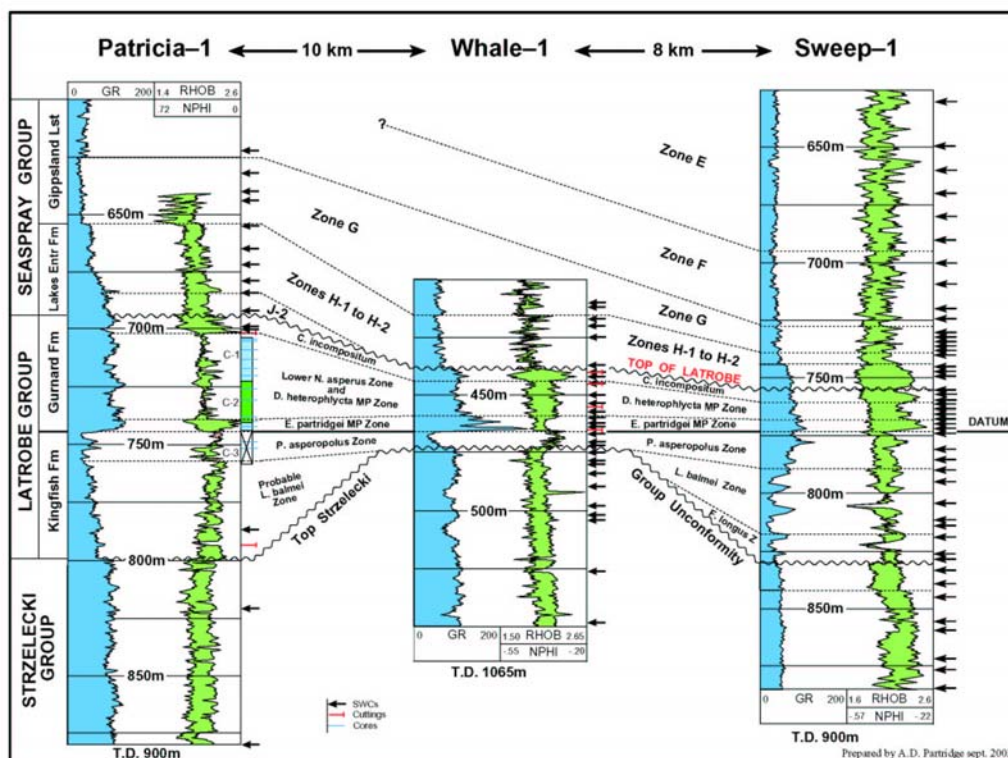 Patricia–1
10 km
Whale–1
8 km
Sweep–1
0 GR 200 1.4 RHOB 2.6
.72 NPHI 0
SEASPRAY GROUP
Gippsland Lst
Lakes Entr Fm
LATROBE GROUP
Gurnard Fm
Kingfish Fm
STRZELECKI GROUP
650m
700m
750m
800m
850m
T.D. 900m
C-1
C-2
C-3
?
Zone E
Zone G
Zone F
Zones H-1 to H-2
J-2
Zone G
Zones H-1 to H-2
C. incompositum
TOP OF LATROBE
C. incompositum
Lower N. asperus Zone
and
D. heterophlycta MP Zone
D. heterophlycta MP Zone
E. partridgei MP Zone
E. partridgei MP Zone
DATUM
P. asperopolus Zone
P. asperopolus Zone
Probable
L. balmei
Zone
L. balmei Zone
F. longus Z
Top Strzelecki
Group
Unconformity
450m
500m
0 GR 200 1.50 RHOB 2.65
-.55 NPHI -.20
T.D. 1065m
650m
700m
750m
800m
850m
0 GR 200 1.6 RHOB 2.6
-.57 NPHI -.22
T.D. 900m
SWCs
Cuttings
Cores
Prepared by A.D. Partridge sept.